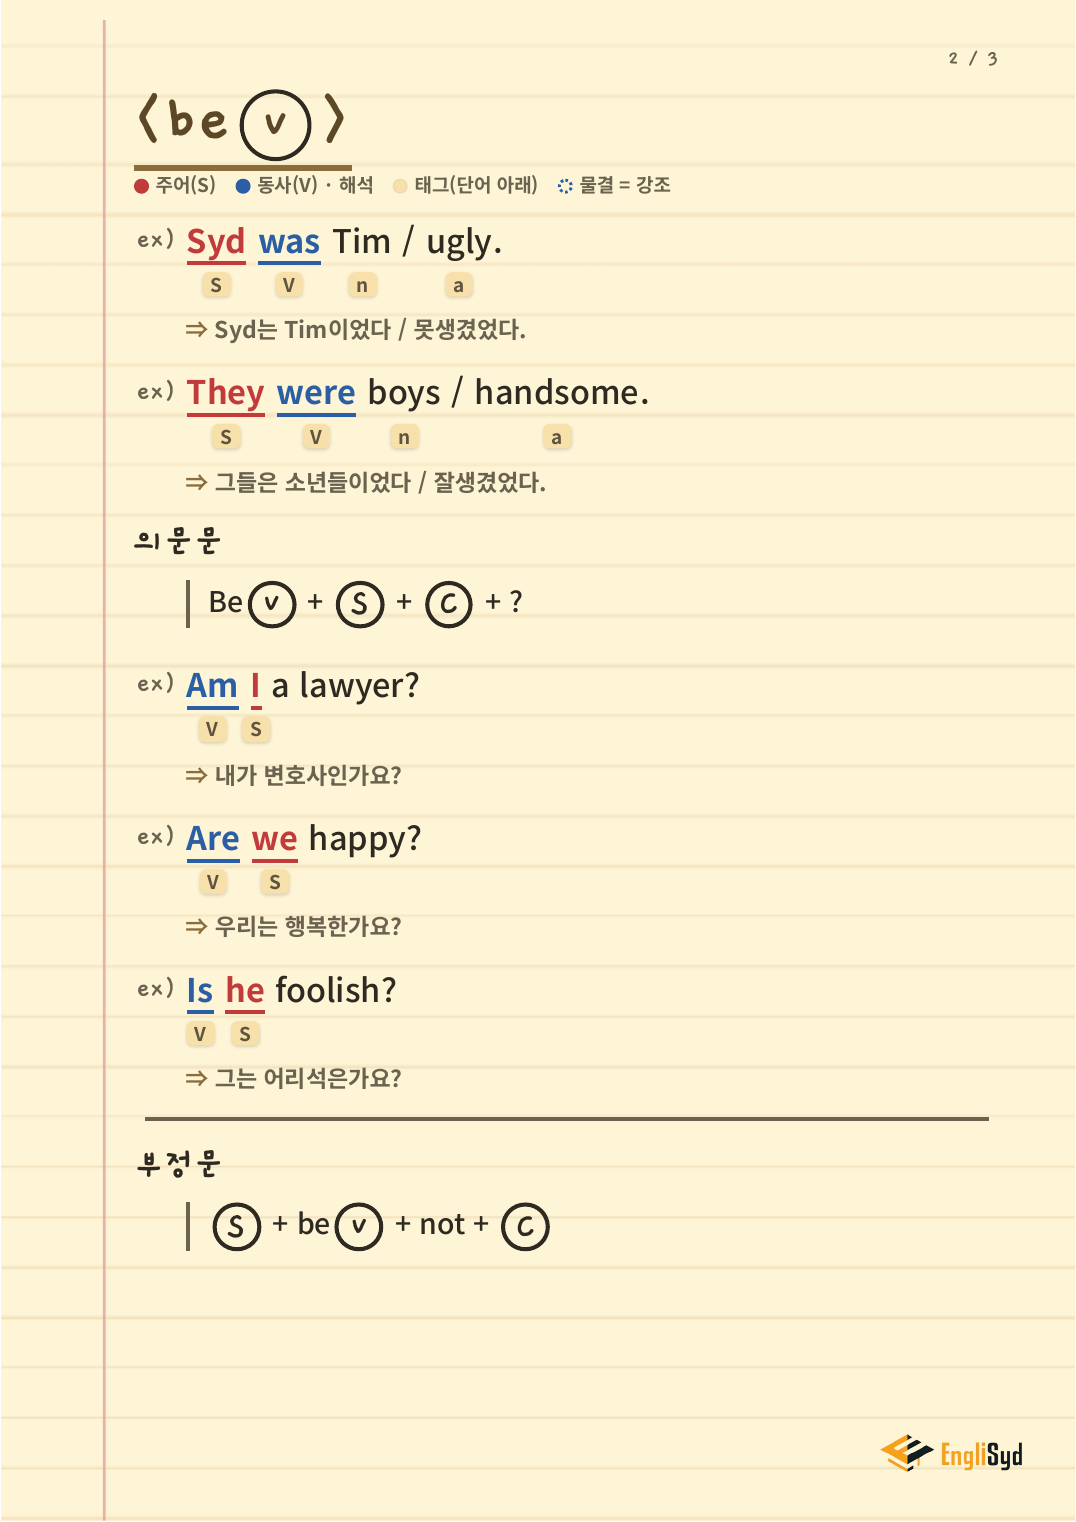 2 / 3
〈be v〉
주어(S) 동사(V) · 해석 태그(단어 아래) 물결 = 강조
ex) Syd was Tim / ugly.
S V n a
⇒ Syd는 Tim이었다 / 못생겼었다.
ex) They were boys / handsome.
S V n a
⇒ 그들은 소년들이었다 / 잘생겼었다.
의문문
Be v + S + C + ?
ex) Am I a lawyer?
V S
⇒ 내가 변호사인가요?
ex) Are we happy?
V S
⇒ 우리는 행복한가요?
ex) Is he foolish?
V S
⇒ 그는 어리석은가요?
부정문
S + be v + not + C
EngliSyd